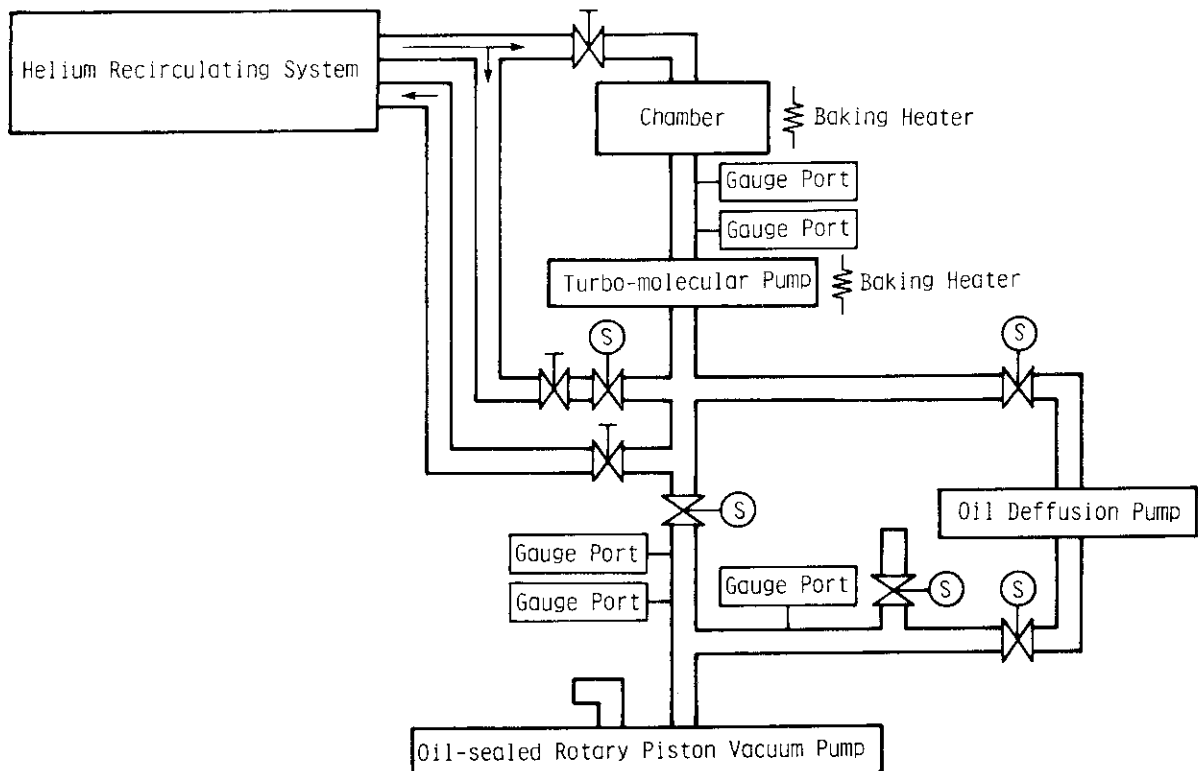 Helium Recirculating System
Chamber
Baking Heater
Gauge Port
Gauge Port
Turbo-molecular Pump
Baking Heater
S
S
S
Oil Deffusion Pump
Gauge Port
Gauge Port
Gauge Port
S
S
Oil-sealed Rotary Piston Vacuum Pump